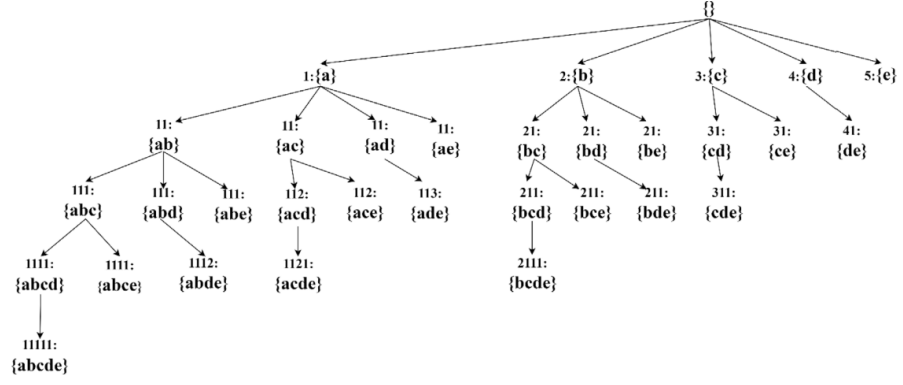 {}
1:{a} 2:{b} 3:{c} 4:{d} 5:{e}
11: 11: 11: 11: 21: 21: 21: 31: 31: 41:
{ab} {ac} {ad} {ae} {bc} {bd} {be} {cd} {ce} {de}
111: 111: 111: 112: 112: 113: 211: 211: 211: 311:
{abc} {abd} {abe} {acd} {ace} {ade} {bcd} {bce} {bde} {cde}
1111: 1111: 1112: 1121: 2111:
{abcd} {abce} {abde} {acde} {bcde}
11111:
{abcde}